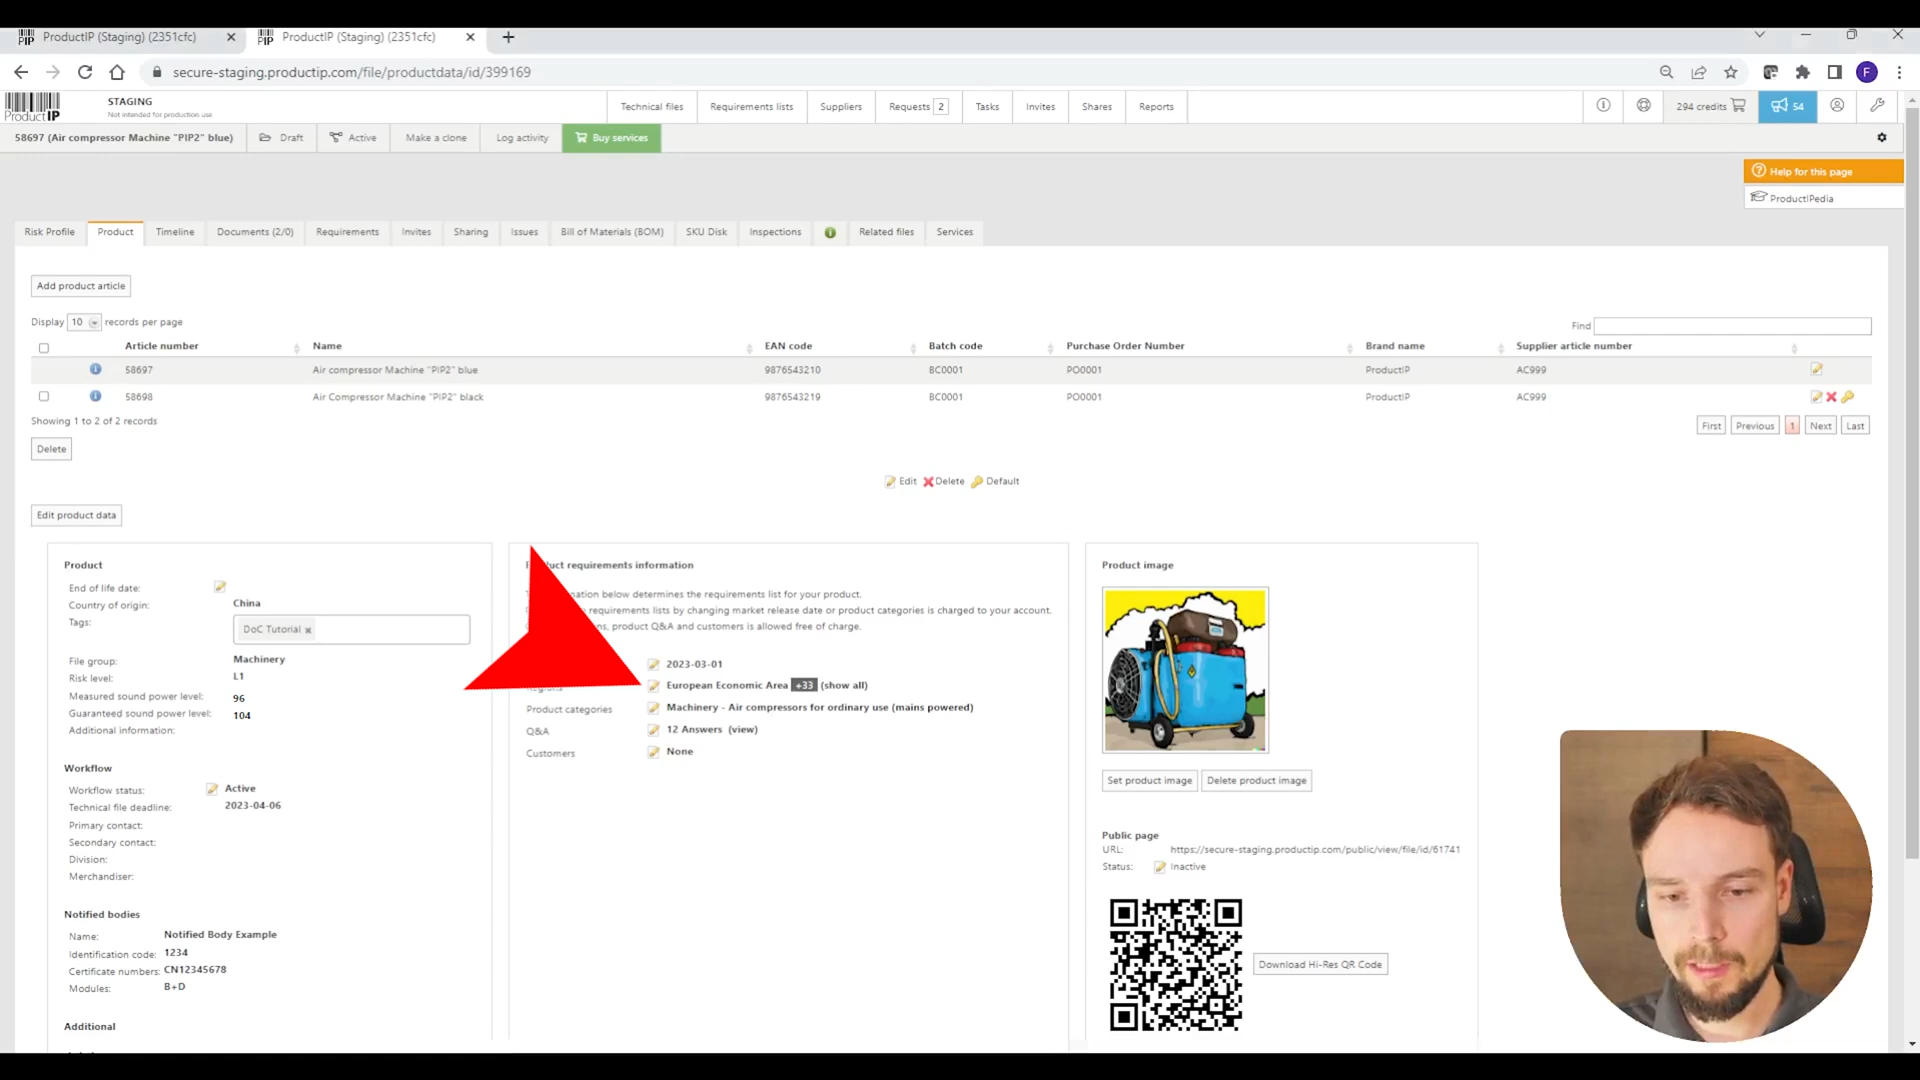 ProductIP (Staging) (2351cfc)
ProductIP (Staging) (2351cfc)
secure-staging.productip.com/file/productdata/id/399169
F
ProductIP
STAGING
Not intended for production use
Technical files
Requirements lists
Suppliers
Requests 2
Tasks
Invites
Shares
Reports
294 credits
54
58697 (Air compressor Machine "PIP2" blue)
Draft
Active
Make a clone
Log activity
Buy services
Help for this page
ProductIPedia
Risk Profile
Product
Timeline
Documents (2/0)
Requirements
Invites
Sharing
Issues
Bill of Materials (BOM)
SKU Disk
Inspections
Related files
Services
Add product article
Display 10 records per page
Find
Article number Name EAN code Batch code Purchase Order Number Brand name Supplier article number
58697 Air compressor Machine "PIP2" blue 9876543210 BC0001 PO0001 ProductIP AC999
58698 Air Compressor Machine "PIP2" black 9876543219 BC0001 PO0001 ProductIP AC999
Showing 1 to 2 of 2 records
First Previous 1 Next Last
Delete
Edit Delete Default
Edit product data
Product
End of life date:
Country of origin: China
Tags: DoC Tutorial x
File group: Machinery
Risk level: L1
Measured sound power level: 96
Guaranteed sound power level: 104
Additional information:
Workflow
Workflow status: Active
Technical file deadline: 2023-04-06
Primary contact:
Secondary contact:
Division:
Merchandiser:
Notified bodies
Name: Notified Body Example
Identification code: 1234
Certificate numbers: CN12345678
Modules: B+D
Additional
requirements information
below determines the requirements list for your product.
requirements lists by changing market release date or product categories is charged to your account.
product Q&A and customers is allowed free of charge.
2023-03-01
European Economic Area +33 (show all)
Product categories Machinery - Air compressors for ordinary use (mains powered)
Q&A 12 Answers (view)
Customers None
Product image
Set product image
Delete product image
Public page
URL: https://secure-staging.productip.com/public/view/file/id/61741
Status: Inactive
Download Hi-Res QR Code